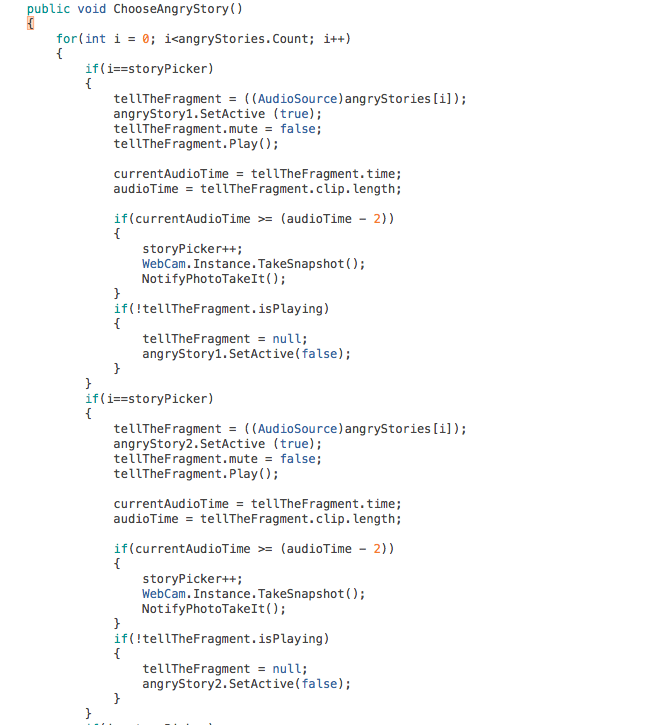 public void ChooseAngryStory()
{
for(int i = 0; i<angryStories.Count; i++)
{
if(i==storyPicker)
{
tellTheFragment = ((AudioSource)angryStories[i]);
angryStory1.SetActive (true);
tellTheFragment.mute = false;
tellTheFragment.Play();
currentAudioTime = tellTheFragment.time;
audioTime = tellTheFragment.clip.length;
if(currentAudioTime >= (audioTime - 2))
{
storyPicker++;
WebCam.Instance.TakeSnapshot();
NotifyPhotoTakeIt();
}
if(!tellTheFragment.isPlaying)
{
tellTheFragment = null;
angryStory1.SetActive(false);
}
}
if(i==storyPicker)
{
tellTheFragment = ((AudioSource)angryStories[i]);
angryStory2.SetActive (true);
tellTheFragment.mute = false;
tellTheFragment.Play();
currentAudioTime = tellTheFragment.time;
audioTime = tellTheFragment.clip.length;
if(currentAudioTime >= (audioTime - 2))
{
storyPicker++;
WebCam.Instance.TakeSnapshot();
NotifyPhotoTakeIt();
}
if(!tellTheFragment.isPlaying)
{
tellTheFragment = null;
angryStory2.SetActive(false);
}
}